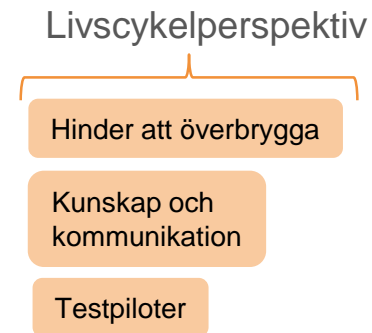 Livscykelperspektiv
Hinder att överbrygga
Kunskap och
kommunikation
Testpiloter